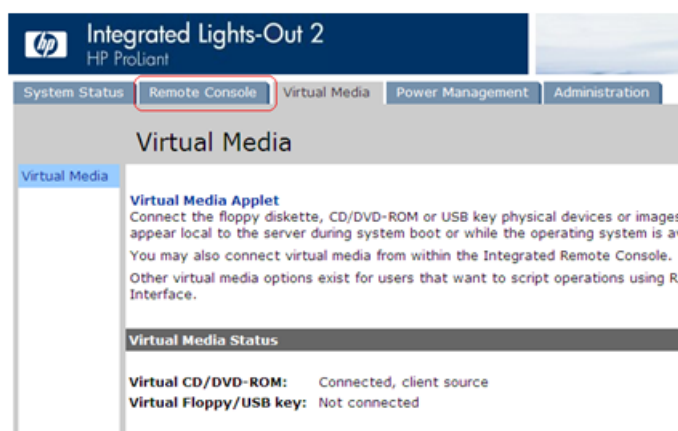 hp
Integrated Lights-Out 2
HP ProLiant
System Status
Remote Console
Virtual Media
Power Management
Administration
Virtual Media
Virtual Media
Virtual Media Applet
Connect the floppy diskette, CD/DVD-ROM or USB key physical devices or images
appear local to the server during system boot or while the operating system is
You may also connect virtual media from within the Integrated Remote Console.
Other virtual media options exist for users that want to script operations using
Interface.
Virtual Media Status
Virtual CD/DVD-ROM: Connected, client source
Virtual Floppy/USB key: Not connected